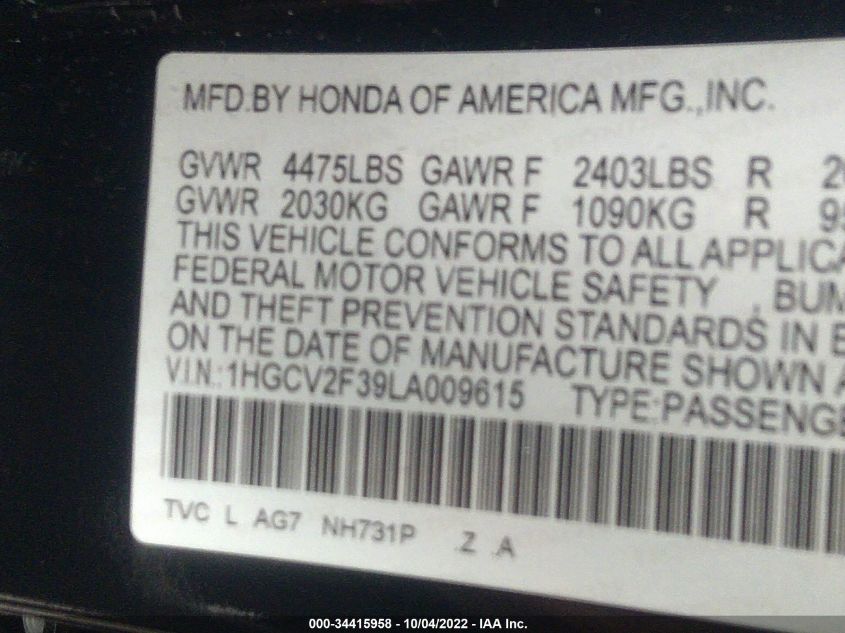 MFD.BY HONDA OF AMERICA MFG.,INC.
GVWR 4475LBS GAWR F 2403LBS R
GVWR 2030KG GAWR F 1090KG R
THIS VEHICLE CONFORMS TO ALL
FEDERAL MOTOR VEHICLE SAFETY ,
AND THEFT PREVENTION STANDARDS IN
ON THE DATE OF MANUFACTURE SHOWN
V.I.N.:1HGCV2F39LA009615 TYPE:
TVC L AG7 NH731P .Z .A
000-34415958 - 10/04/2022 - IAA Inc.